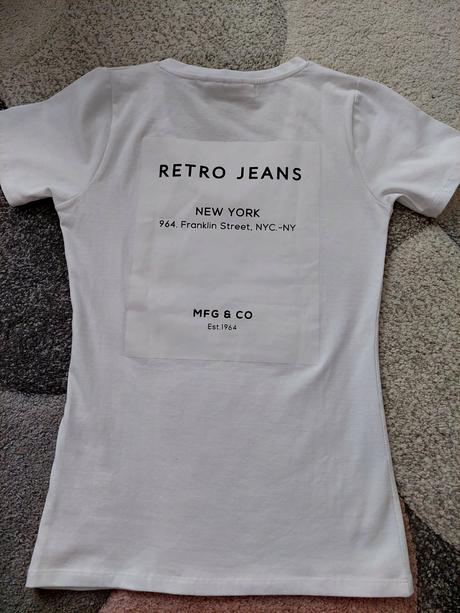 RETRO JEANS
NEW YORK
964. Franklin Street, NYC.-NY
MFG & CO
Est.1964